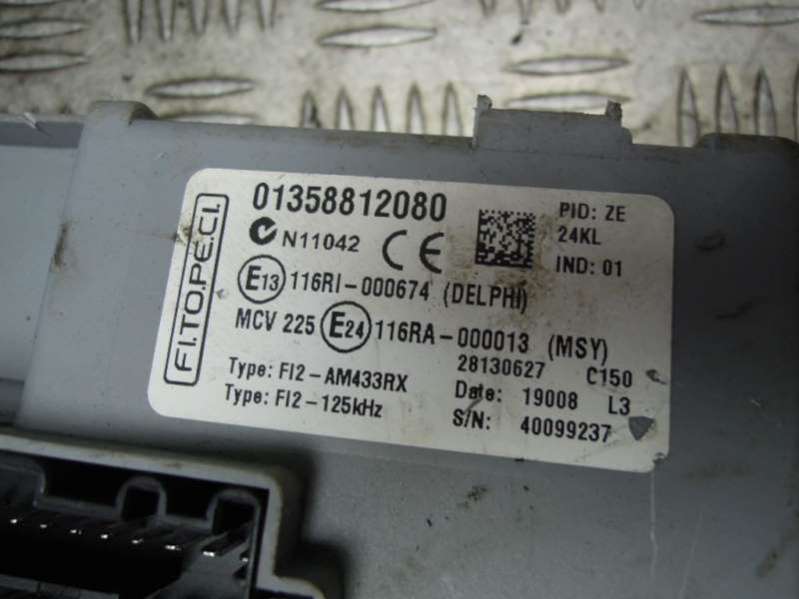 FI.TO.PE.CI.
01358812080
N11042 CE
PID: ZE
24KL
IND: 01
E13 116RI-000674 (DELPHI)
MCV 225 E24 116RA-000013 (MSY)
28130627 C150
Type: FI2-AM433RX
Date: 19008 L3
Type: FI2-125kHz
S/N: 40099237